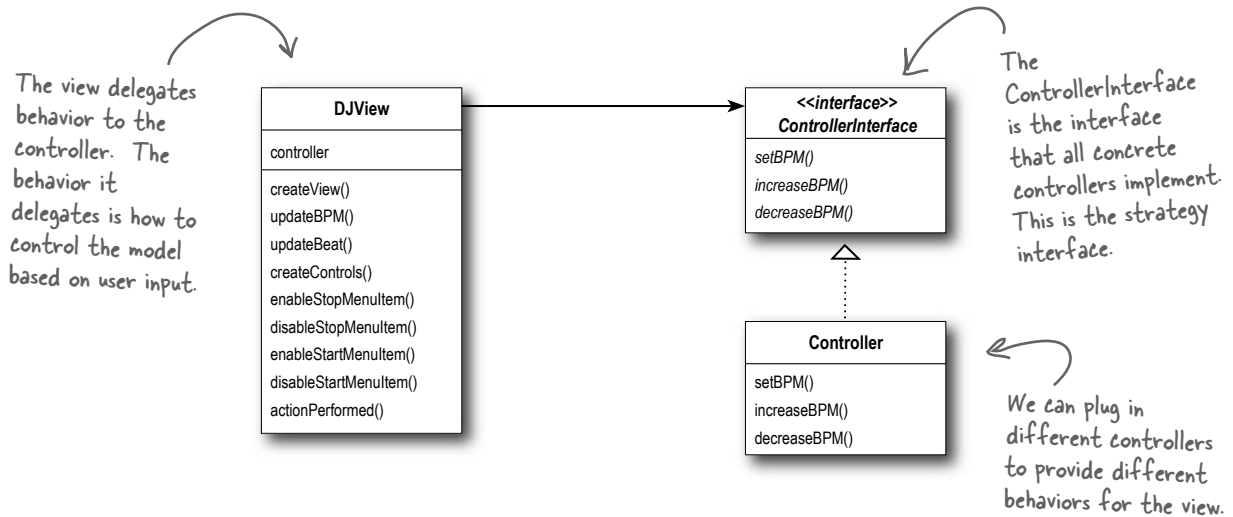 The view delegates
behavior to the
controller. The
behavior it
delegates is how to
control the model
based on user input.
DJView
controller
createView()
updateBPM()
updateBeat()
createControls()
enableStopMenuItem()
disableStopMenuItem()
enableStartMenuItem()
disableStartMenuItem()
actionPerformed()
<<interface>>
ControllerInterface
setBPM()
increaseBPM()
decreaseBPM()
The
ControllerInterface
is the interface
that all concrete
controllers implement.
This is the strategy
interface.
Controller
setBPM()
increaseBPM()
decreaseBPM()
We can plug in
different controllers
to provide different
behaviors for the view.